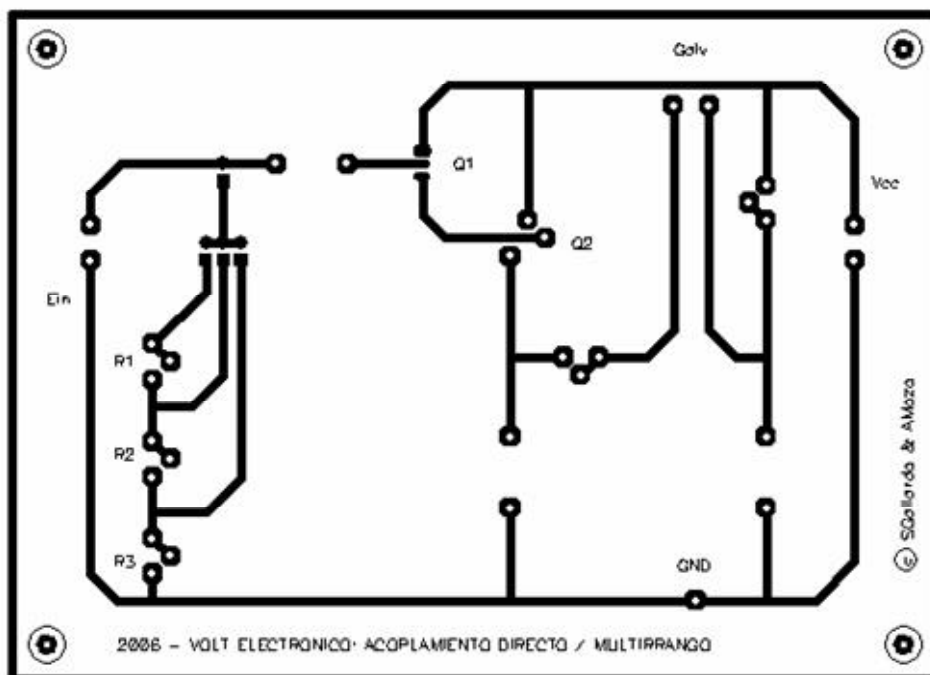 Galv
Q1
Vcc
Q2
Ein
R1
R2
R3
GND
© SGallardo & AMaza
2006 - VOLT ELECTRONICO: ACOPLAMIENTO DIRECTO / MULTIRRANGO